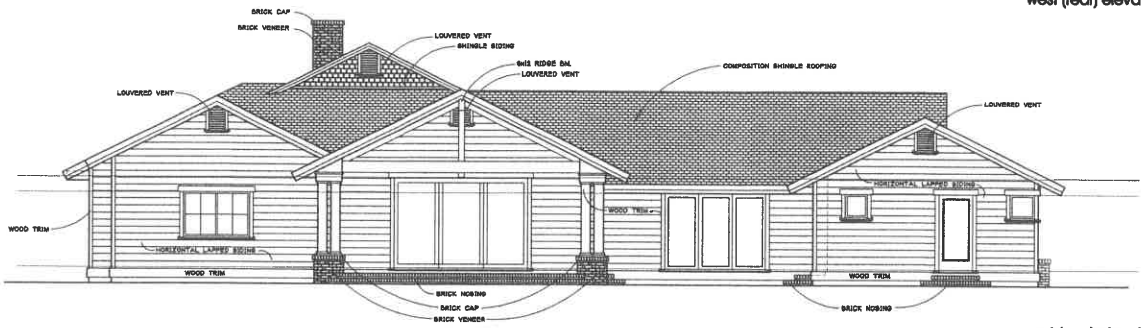 west (rear) eleva
BRICK CAP
BRICK VENEER
LOUVERED VENT
SHINGLE SIDING
6x12 RIDGE BM.
LOUVERED VENT
COMPOSITION SHINGLE ROOFING
LOUVERED VENT
LOUVERED VENT
HORIZONTAL LAPPED SIDING
WOOD TRIM
WOOD TRIM
HORIZONTAL LAPPED SIDING
WOOD TRIM
WOOD TRIM
BRICK NOSING
BRICK CAP
BRICK VENEER
BRICK NOSING